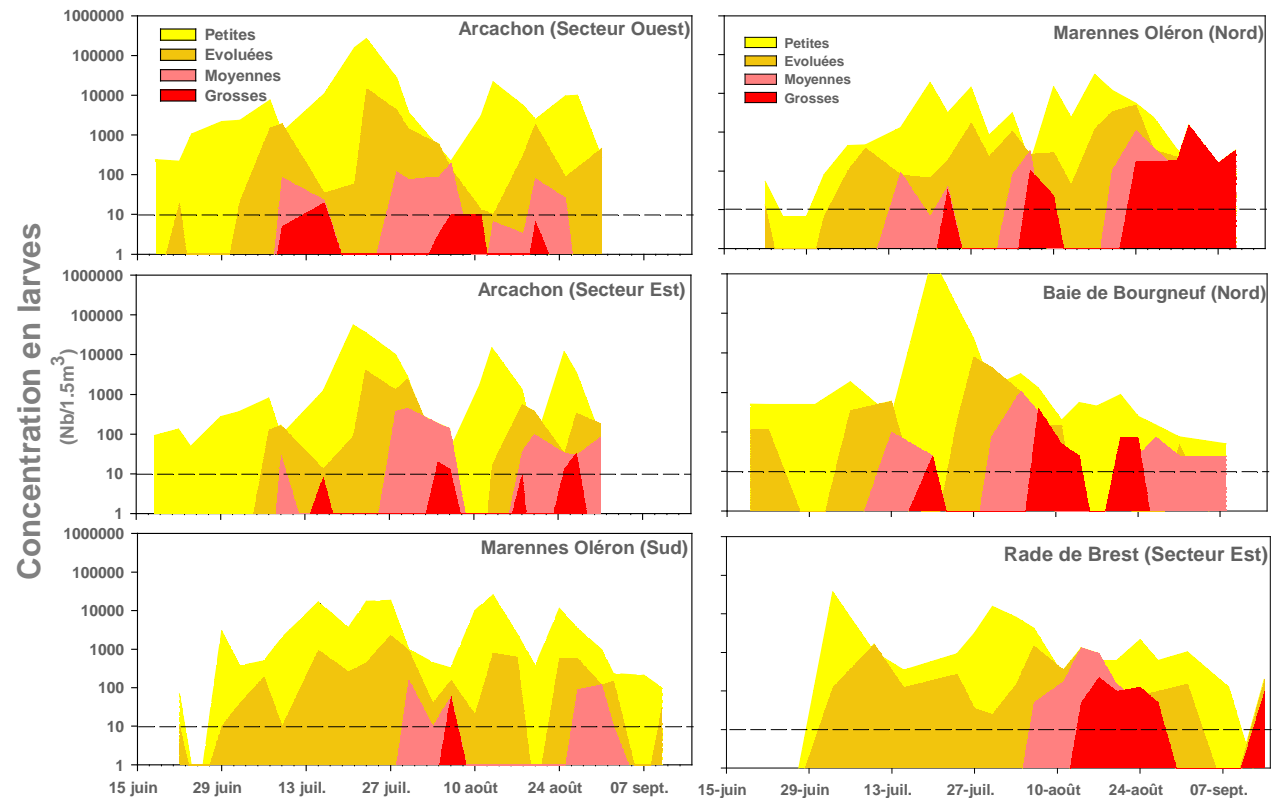 Concentration en larves
(Nb/1.5m³)
Arcachon (Secteur Ouest)
Petites
Evoluées
Moyennes
Grosses
1000000
100000
10000
1000
100
10
1
Marennes Oléron (Nord)
Petites
Evoluées
Moyennes
Grosses
Arcachon (Secteur Est)
1000000
100000
10000
1000
100
10
1
Baie de Bourgneuf (Nord)
Marennes Oléron (Sud)
1000000
100000
10000
1000
100
10
1
15 juin 29 juin 13 juil. 27 juil. 10 août 24 août 07 sept.
Rade de Brest (Secteur Est)
15-juin 29-juin 13-juil. 27-juil. 10-août 24-août 07-sept.